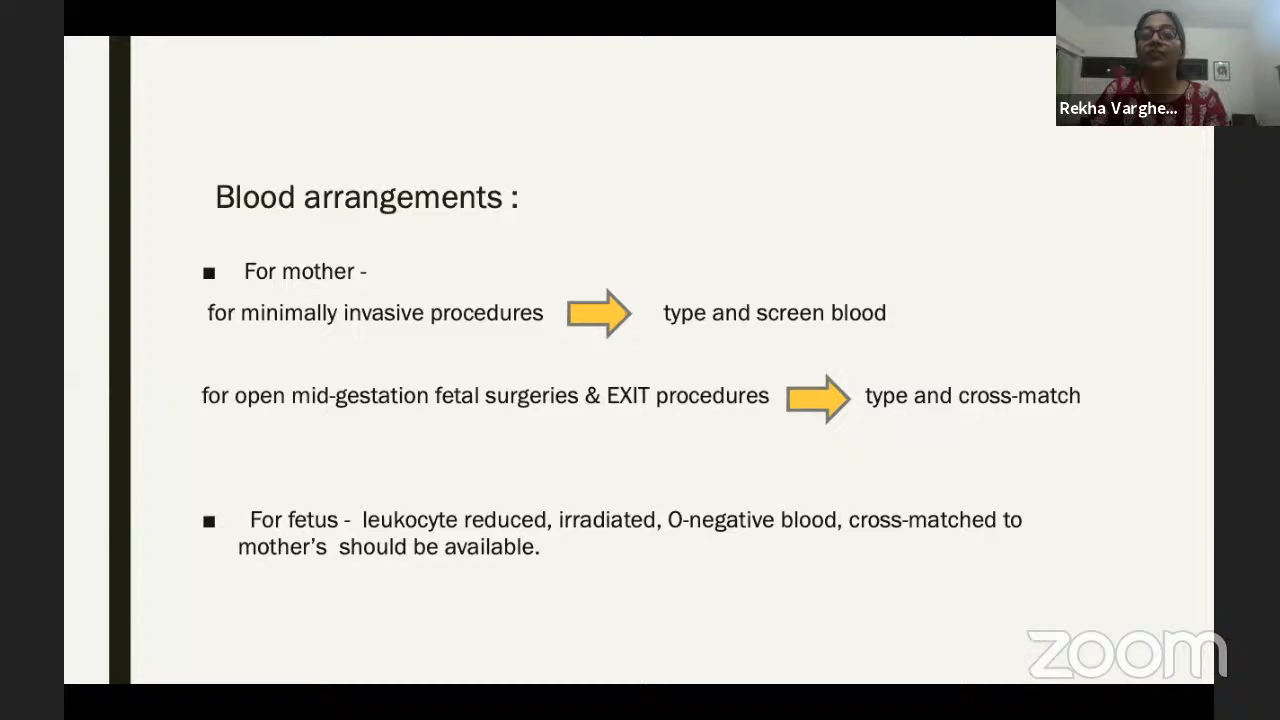 Rekha Varghe...
Blood arrangements :
■ For mother -
for minimally invasive procedures type and screen blood
for open mid-gestation fetal surgeries & EXIT procedures type and cross-match
■ For fetus - leukocyte reduced, irradiated, O-negative blood, cross-matched to
mother’s should be available.
zoom